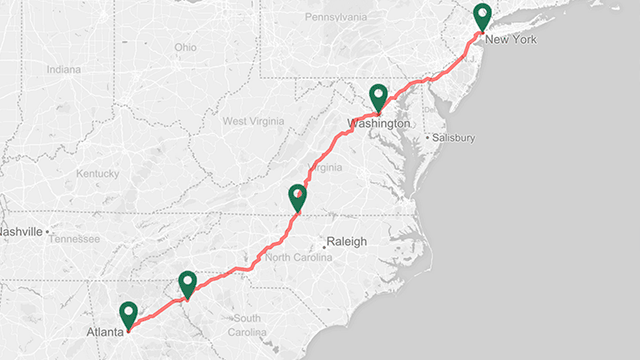 Pennsylvania
New York
Ohio
N.J.
Indiana
Washington
West Virginia
Salisbury
Virginia
Kentucky
Nashville
Tennessee
Raleigh
North Carolina
Atlanta
South
Carolina